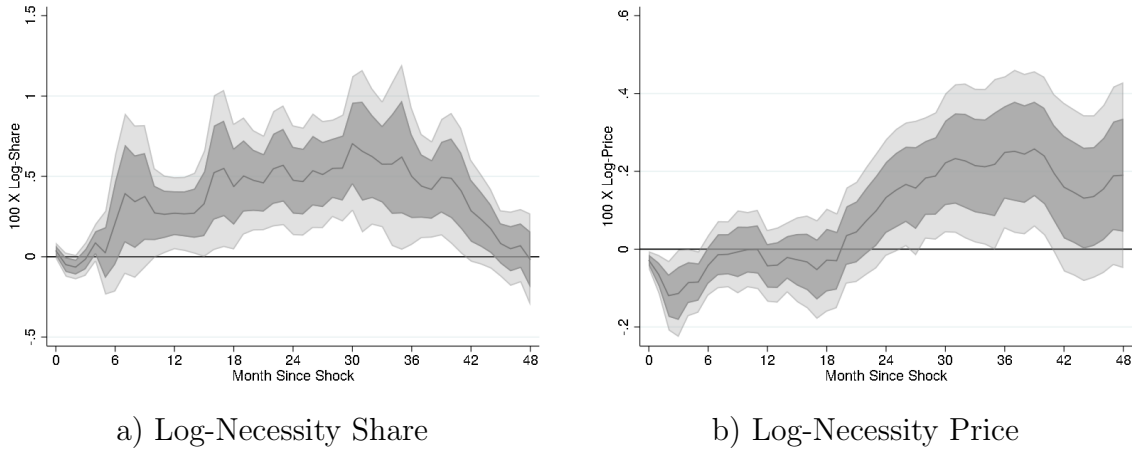 100 X Log-Share
1.5
1
.5
0
-.5
0 6 12 18 24 30 36 42 48
Month Since Shock
a) Log-Necessity Share
100 X Log-Price
.6
.4
.2
0
-.2
0 6 12 18 24 30 36 42 48
Month Since Shock
b) Log-Necessity Price